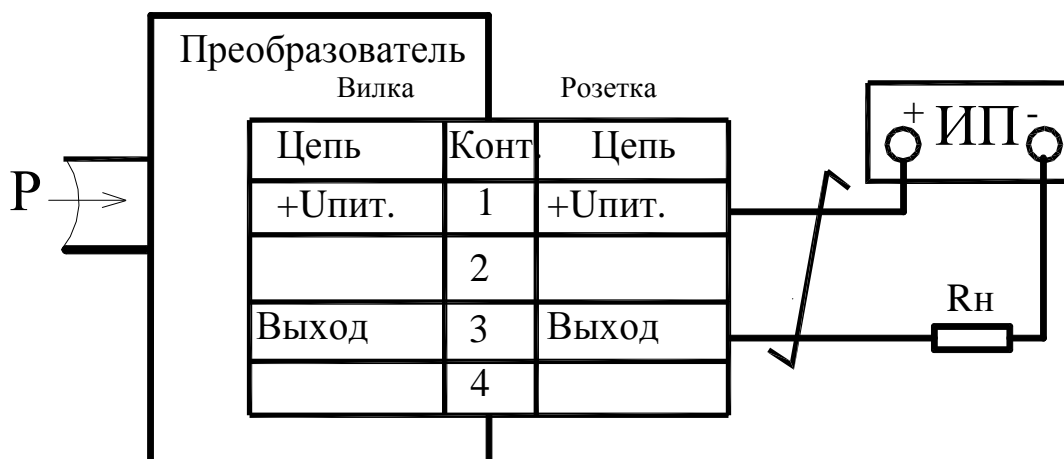 Преобразователь
Вилка Розетка
+ ИП -
Цепь Конт. Цепь
P
+Uпит. 1 +Uпит.
2
Rн
Выход 3 Выход
4